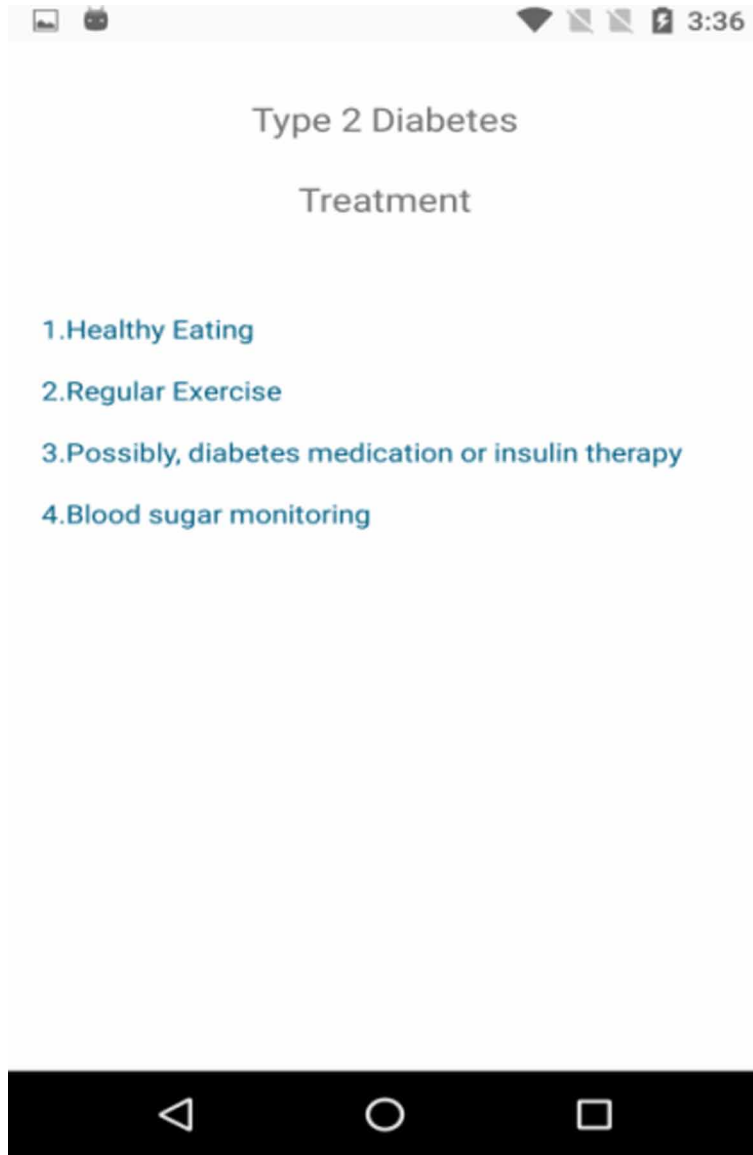 3:36
Type 2 Diabetes
Treatment
1.Healthy Eating
2.Regular Exercise
3.Possibly, diabetes medication or insulin therapy
4.Blood sugar monitoring